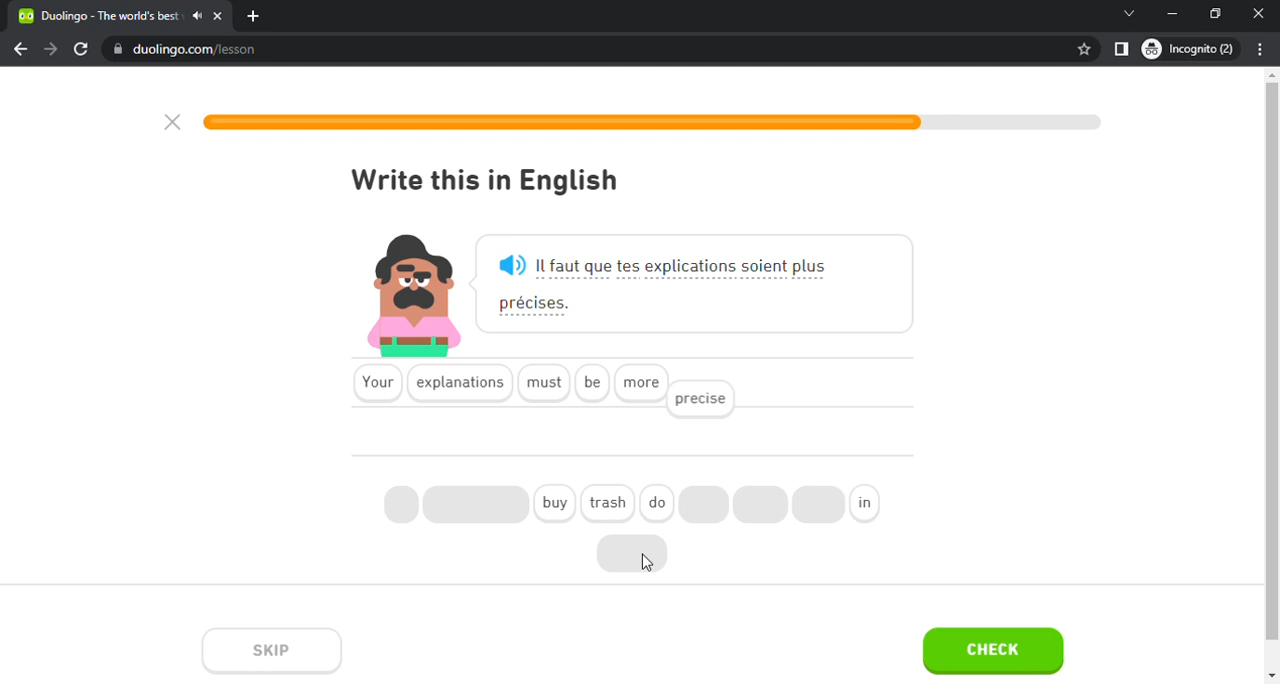 Duolingo - The world's best
duolingo.com/lesson
Incognito (2)
Write this in English
Il faut que tes explications soient plus
précises.
Your explanations must be more
precise
buy trash do in
SKIP
CHECK